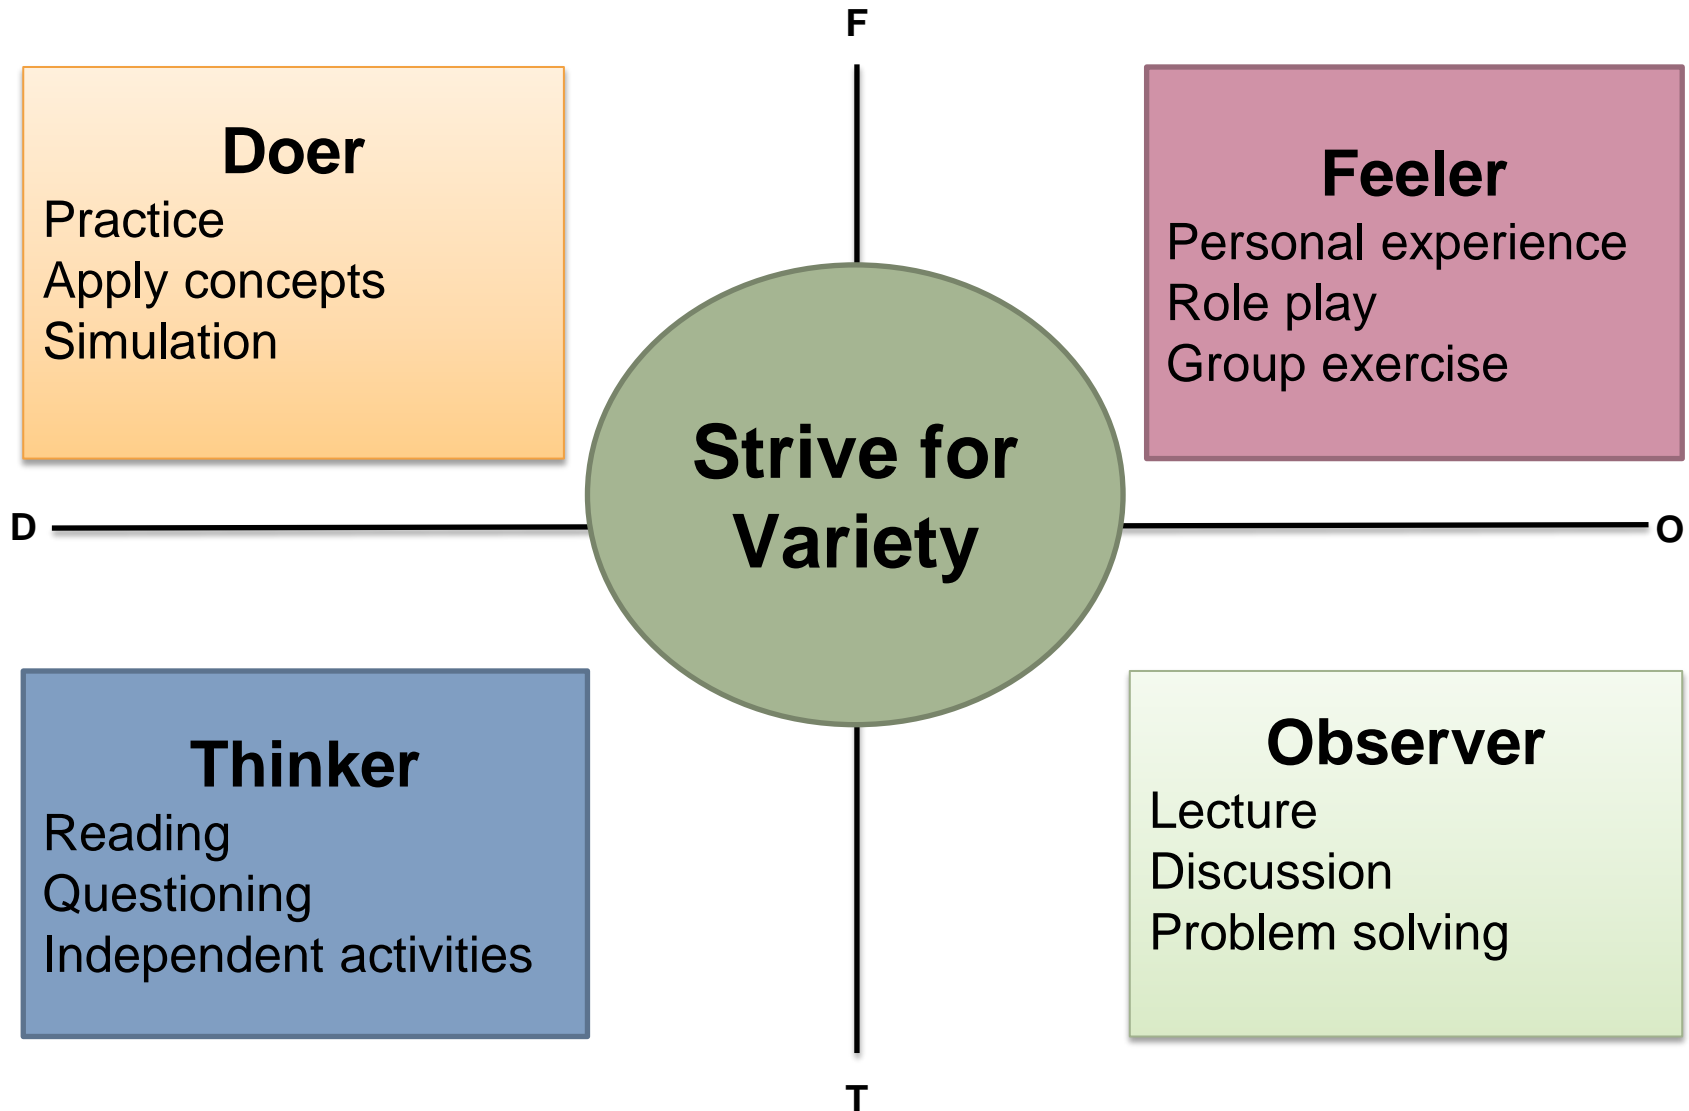 F
Doer
Practice
Apply concepts
Simulation
Feeler
Personal experience
Role play
Group exercise
Strive for
Variety
D
O
Thinker
Reading
Questioning
Independent activities
Observer
Lecture
Discussion
Problem solving
T